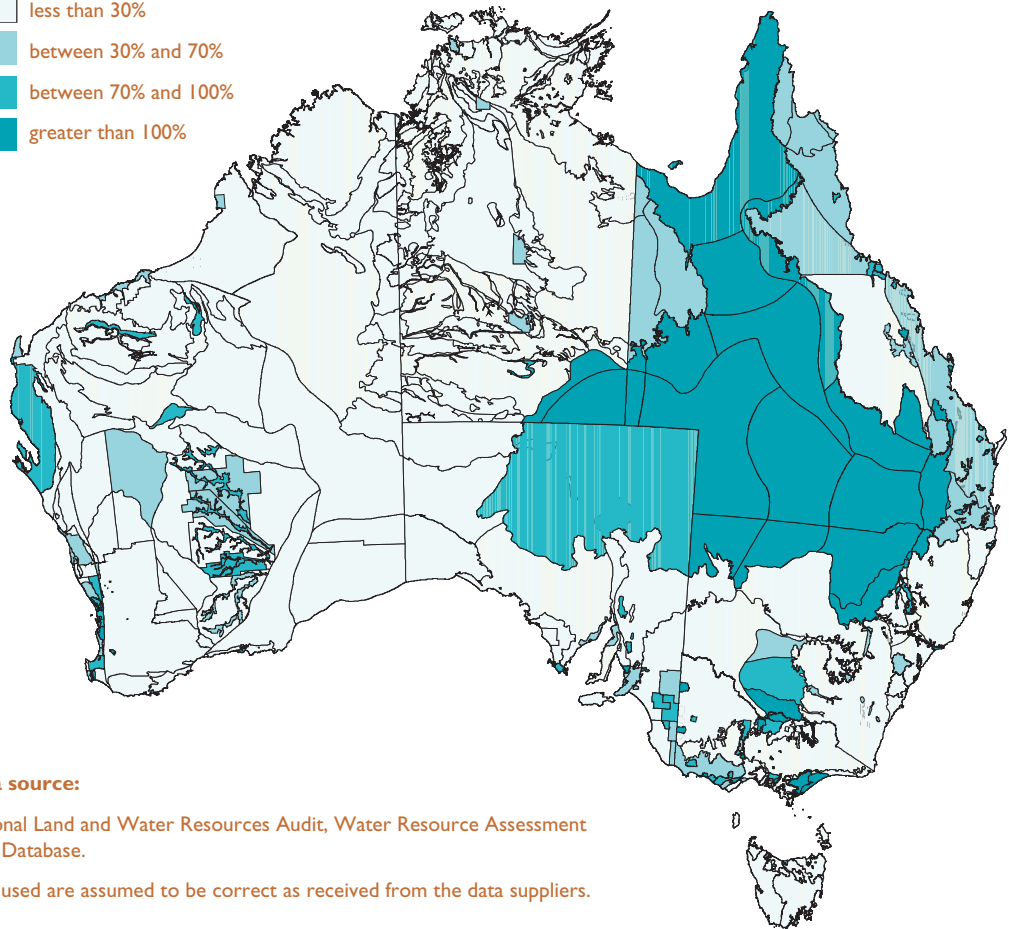 less than 30%
between 30% and 70%
between 70% and 100%
greater than 100%
source:
onal Land and Water Resources Audit, Water Resource Assessment
Database.
used are assumed to be correct as received from the data suppliers.